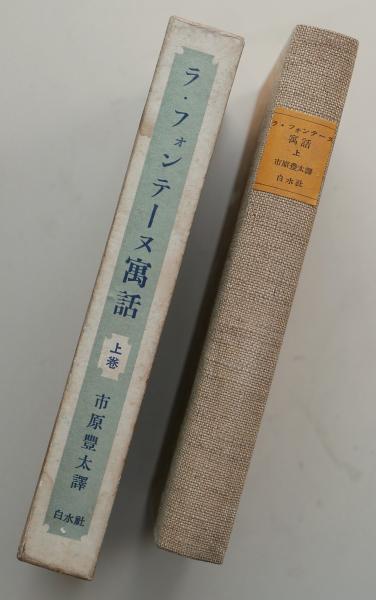 ラ・フォンテーヌ寓話
上巻
市原豐太譯
白水社
ラ・フォンテーヌ
寓話
上
市原豊太譯
白水社